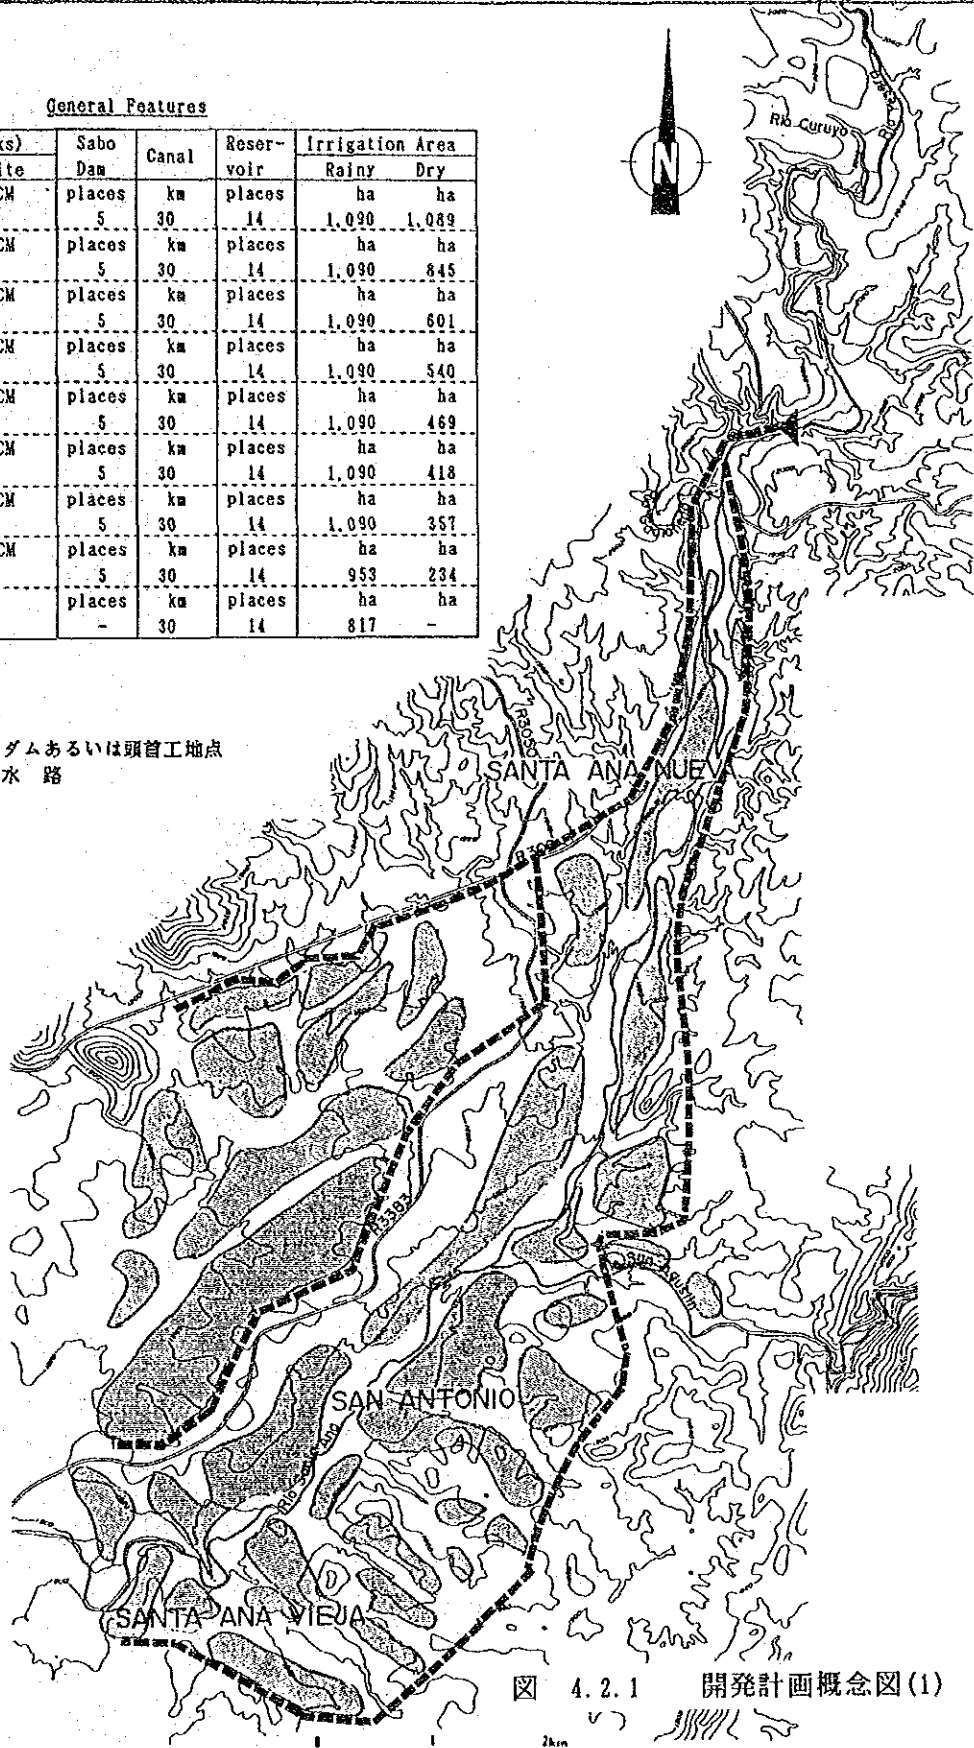 General Features
ks) Sabo Canal Reser- Irrigation Area
ite Dam voir Rainy Dry
CM places km places ha ha
5 30 14 1,090 1,089
CM places km places ha ha
5 30 14 1,090 845
CM places km places ha ha
5 30 14 1,090 601
CM places km places ha ha
5 30 14 1,090 540
CM places km places ha ha
5 30 14 1,090 469
CM places km places ha ha
5 30 14 1,090 418
CM places km places ha ha
5 30 14 1,090 357
CM places km places ha ha
5 30 14 953 234
places km places ha ha
- 30 14 817 -
N
Rio Curuyo
ダムあるいは頭首工地点
水 路
R3050
SANTA ANA NUEVA
SAN ANTONIO
SANTA ANA VIEJA
図 4.2.1 開発計画概念図(1)
0 1 2km